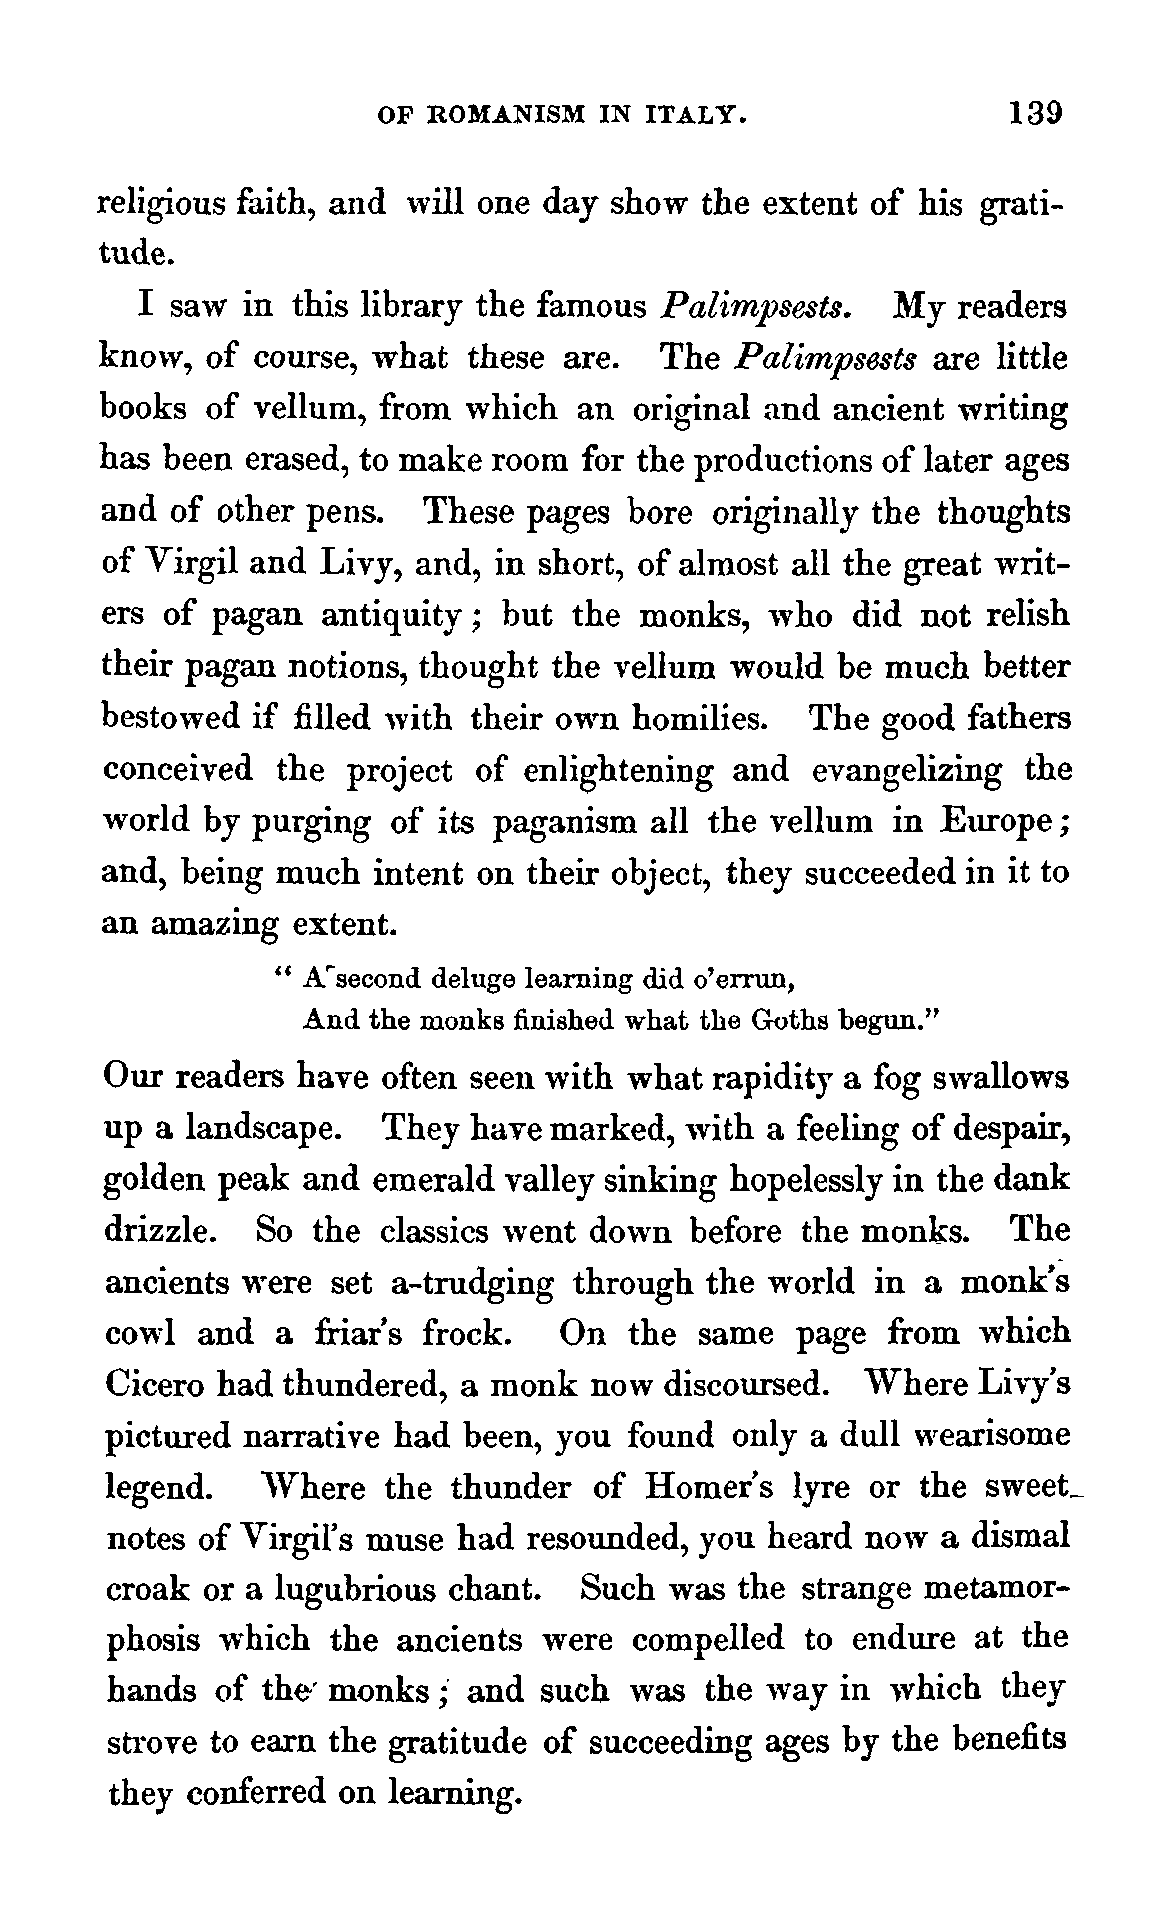 OF ROMANISM IN ITALY. 139
religious faith, and will one day show the extent of his grati-
tude.
I saw in this library the famous Palimpsests. My readers
know, of course, what these are. The Palimpsests are little
books of vellum, from which an original and ancient writing
has been erased, to make room for the productions of later ages
and of other pens. These pages bore originally the thoughts
of Virgil and Livy, and, in short, of almost all the great writ-
ers of pagan antiquity; but the monks, who did not relish
their pagan notions, thought the vellum would be much better
bestowed if filled with their own homilies. The good fathers
conceived the project of enlightening and evangelizing the
world by purging of its paganism all the vellum in Europe;
and, being much intent on their object, they succeeded in it to
an amazing extent.
“ A second deluge learning did o’errun,
And the monks finished what the Goths begun.”
Our readers have often seen with what rapidity a fog swallows
up a landscape. They have marked, with a feeling of despair,
golden peak and emerald valley sinking hopelessly in the dank
drizzle. So the classics went down before the monks. The
ancients were set a-trudging through the world in a monk’s
cowl and a friar’s frock. On the same page from which
Cicero had thundered, a monk now discoursed. Where Livy’s
pictured narrative had been, you found only a dull wearisome
legend. Where the thunder of Homer’s lyre or the sweet
notes of Virgil’s muse had resounded, you heard now a dismal
croak or a lugubrious chant. Such was the strange metamor-
phosis which the ancients were compelled to endure at the
hands of the monks; and such was the way in which they
strove to earn the gratitude of succeeding ages by the benefits
they conferred on learning.